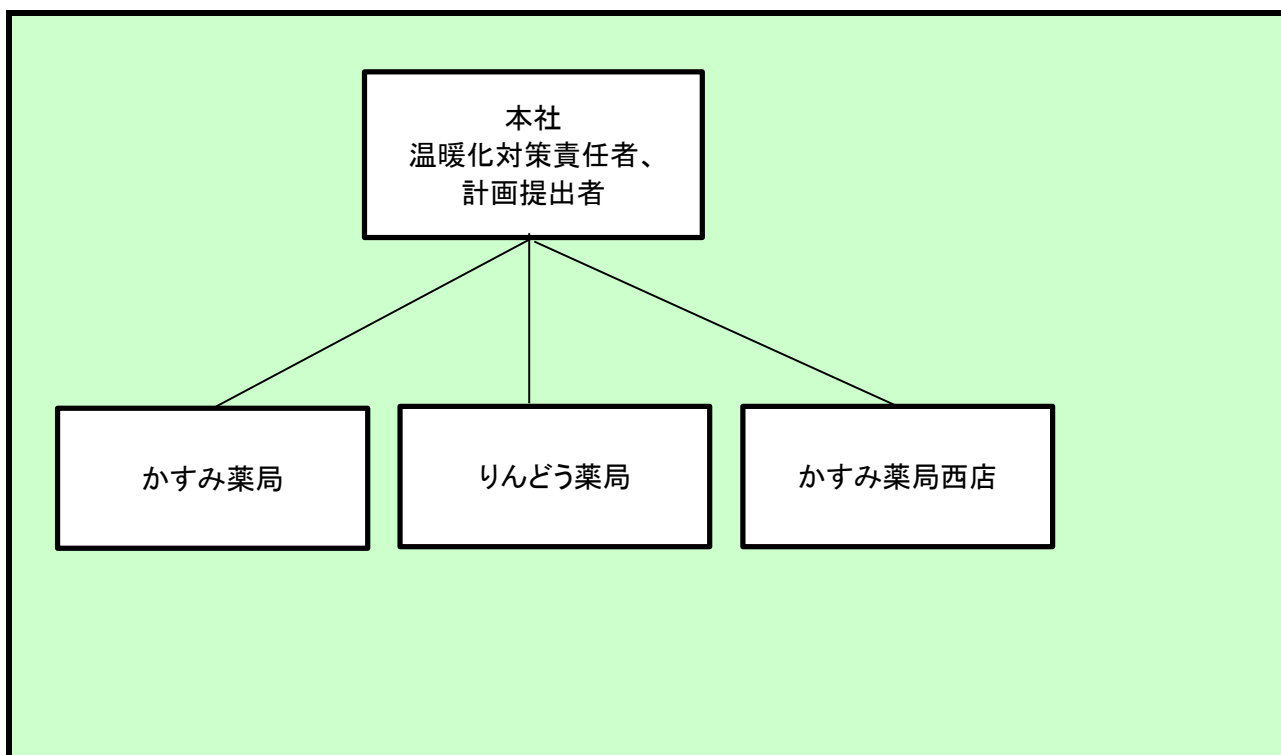 本社
温暖化対策責任者、
計画提出者
かすみ薬局
りんどう薬局
かすみ薬局西店